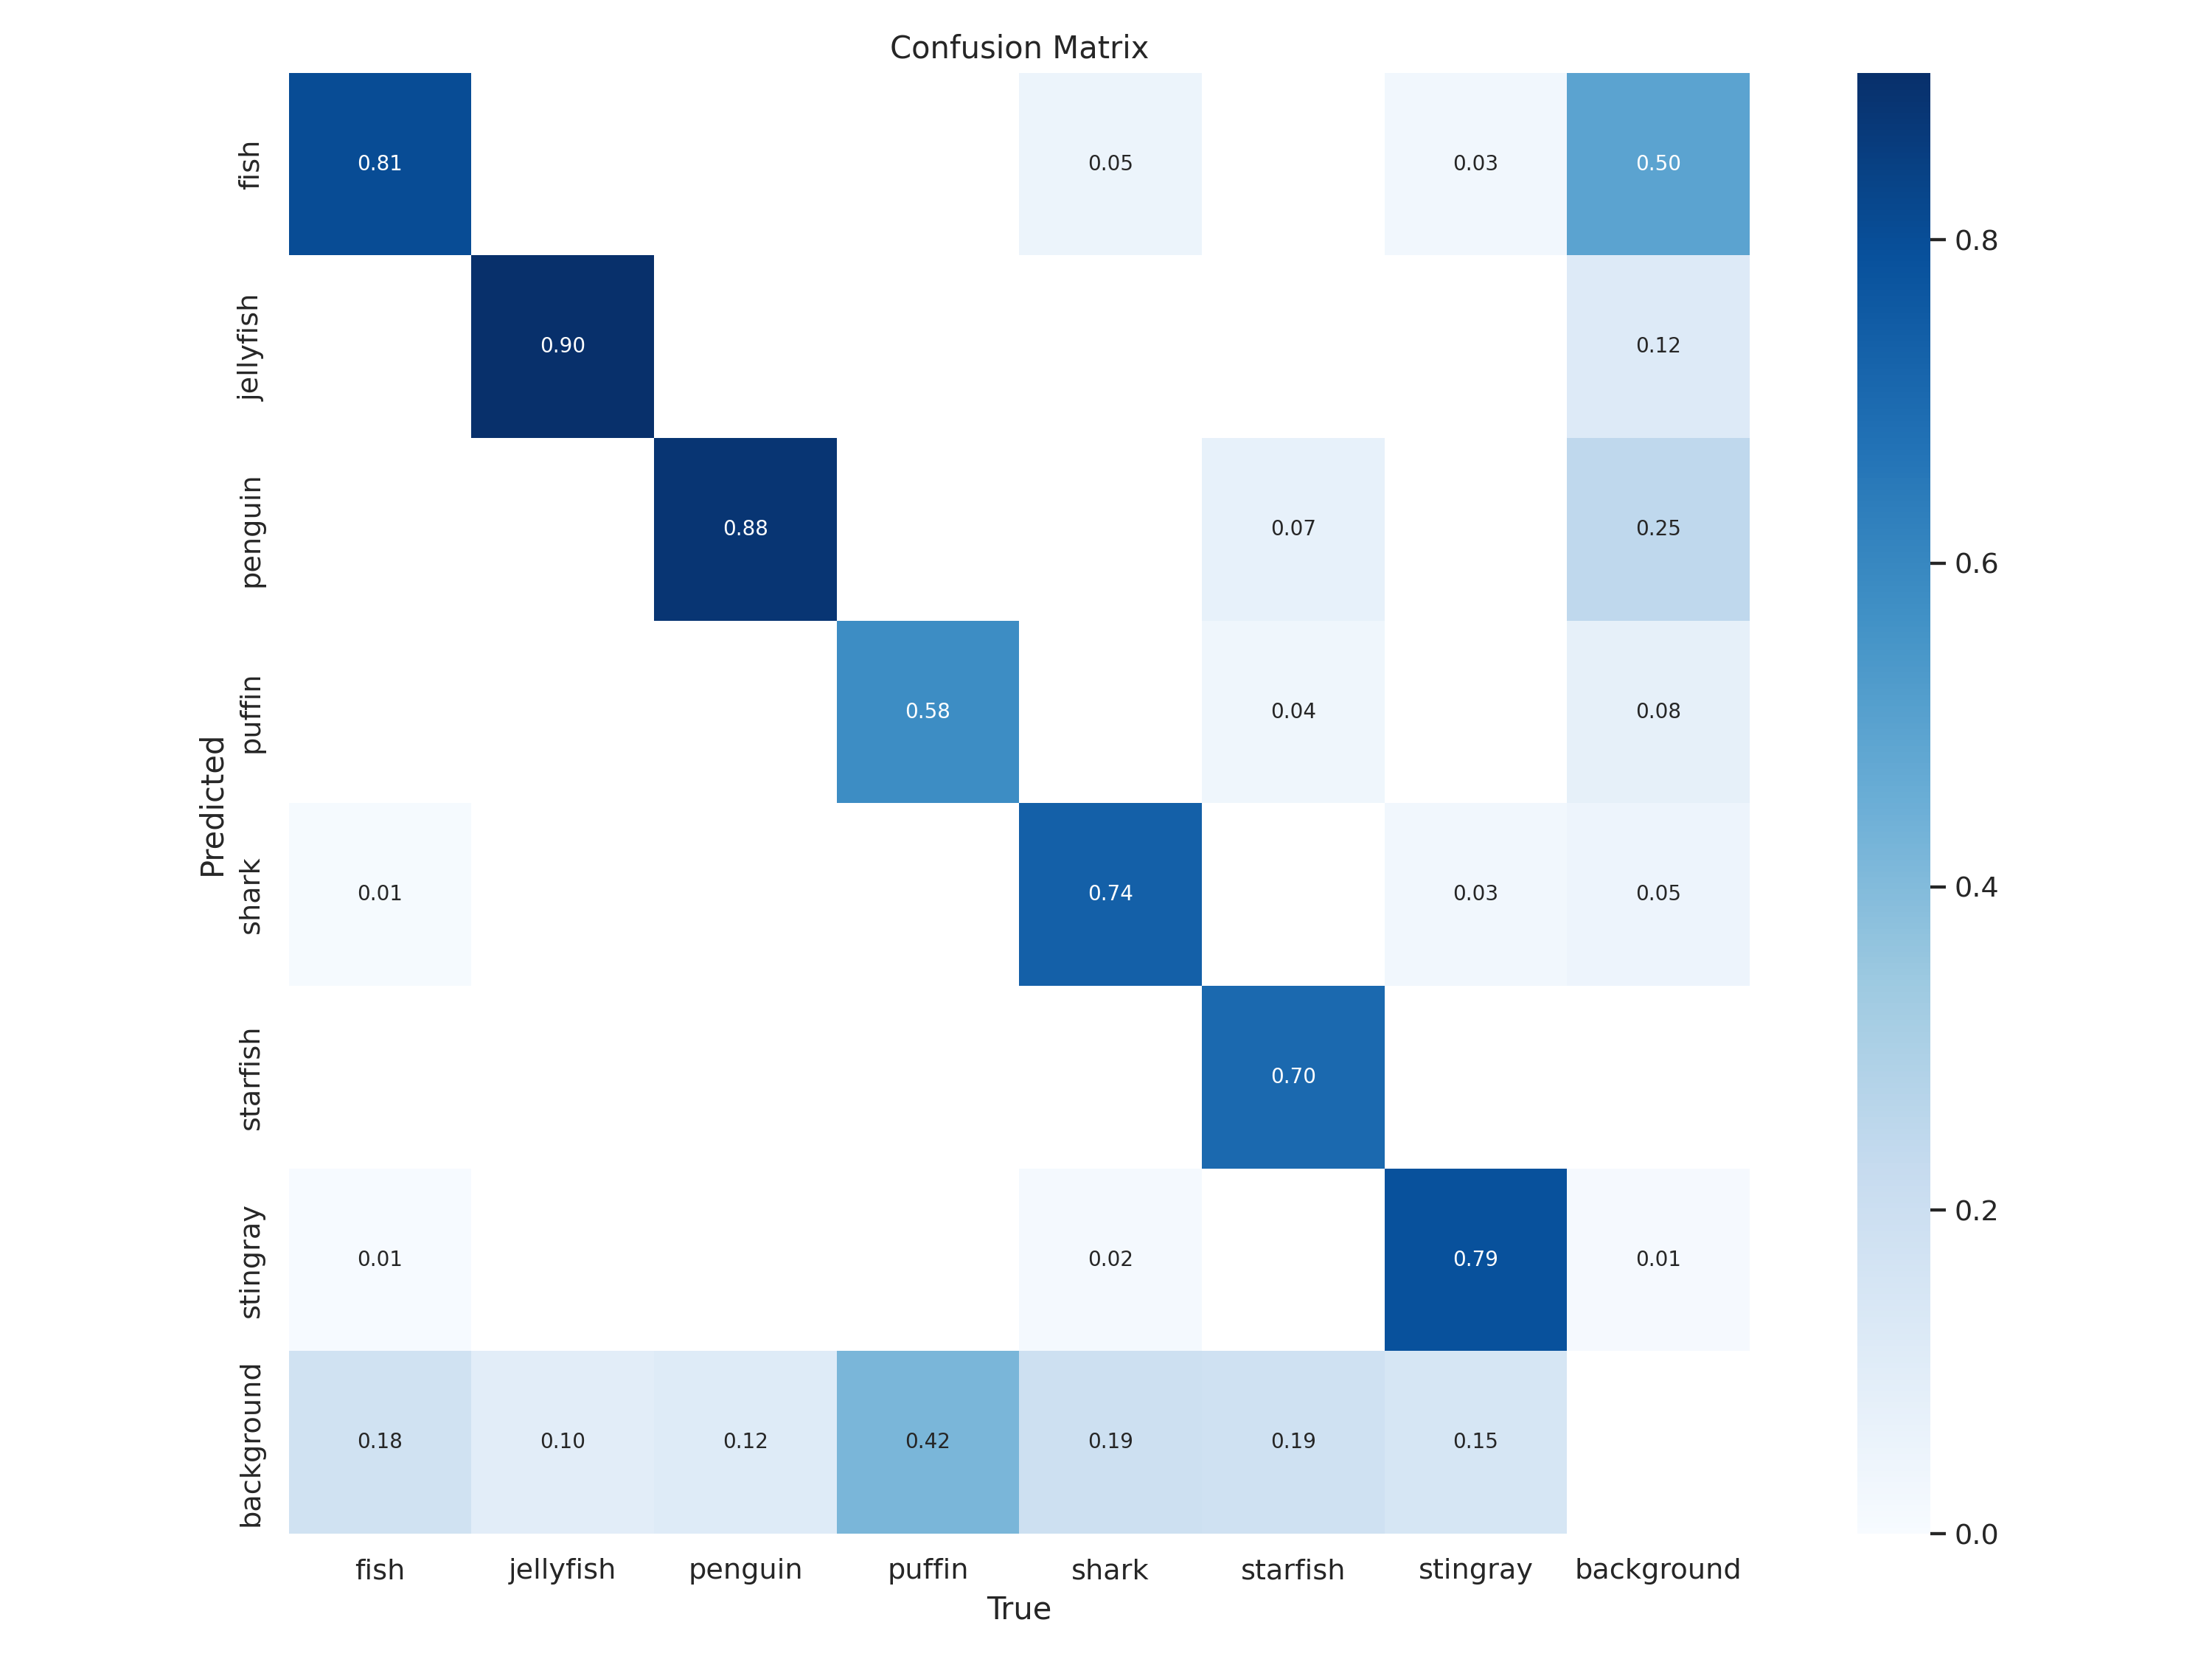 Confusion Matrix
fish 0.81 0.05 0.03 0.50
jellyfish 0.90 0.12
penguin 0.88 0.07 0.25
puffin 0.58 0.04 0.08
shark 0.01 0.74 0.03 0.05
starfish 0.70
stingray 0.01 0.02 0.79 0.01
background 0.18 0.10 0.12 0.42 0.19 0.19 0.15
Predicted
fish jellyfish penguin puffin shark starfish stingray background
True
0.8
0.6
0.4
0.2
0.0